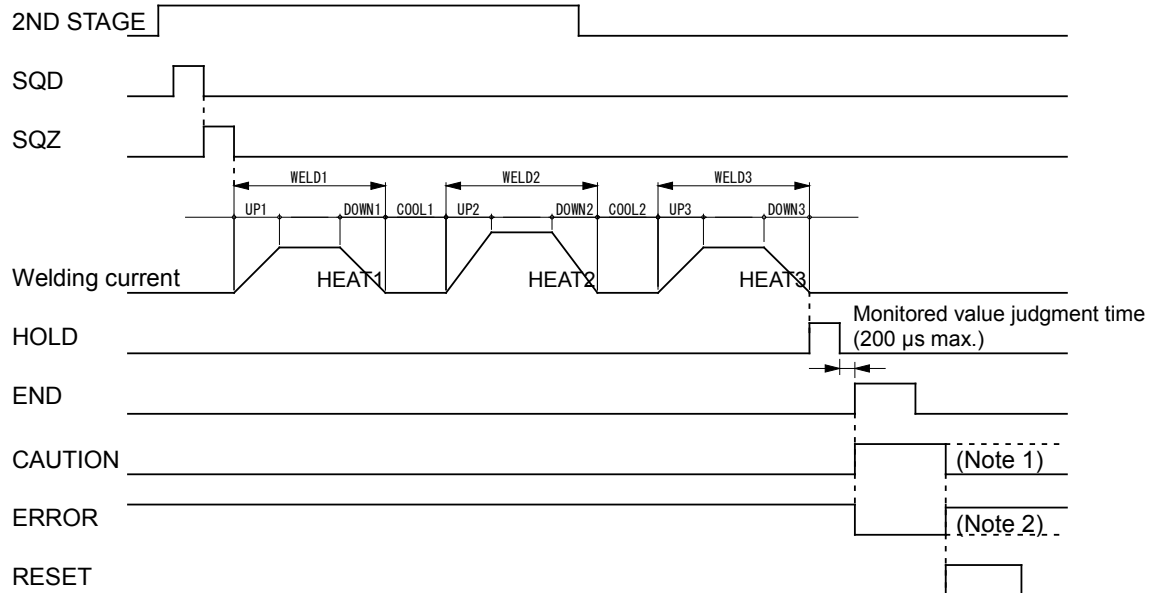 2ND STAGE
SQD
SQZ
WELD1 WELD2 WELD3
UP1 DOWN1 COOL1 UP2 DOWN2 COOL2 UP3 DOWN3
Welding current HEAT1 HEAT2 HEAT3
Monitored value judgment time
(200 µs max.)
HOLD
END
CAUTION (Note 1)
ERROR (Note 2)
RESET